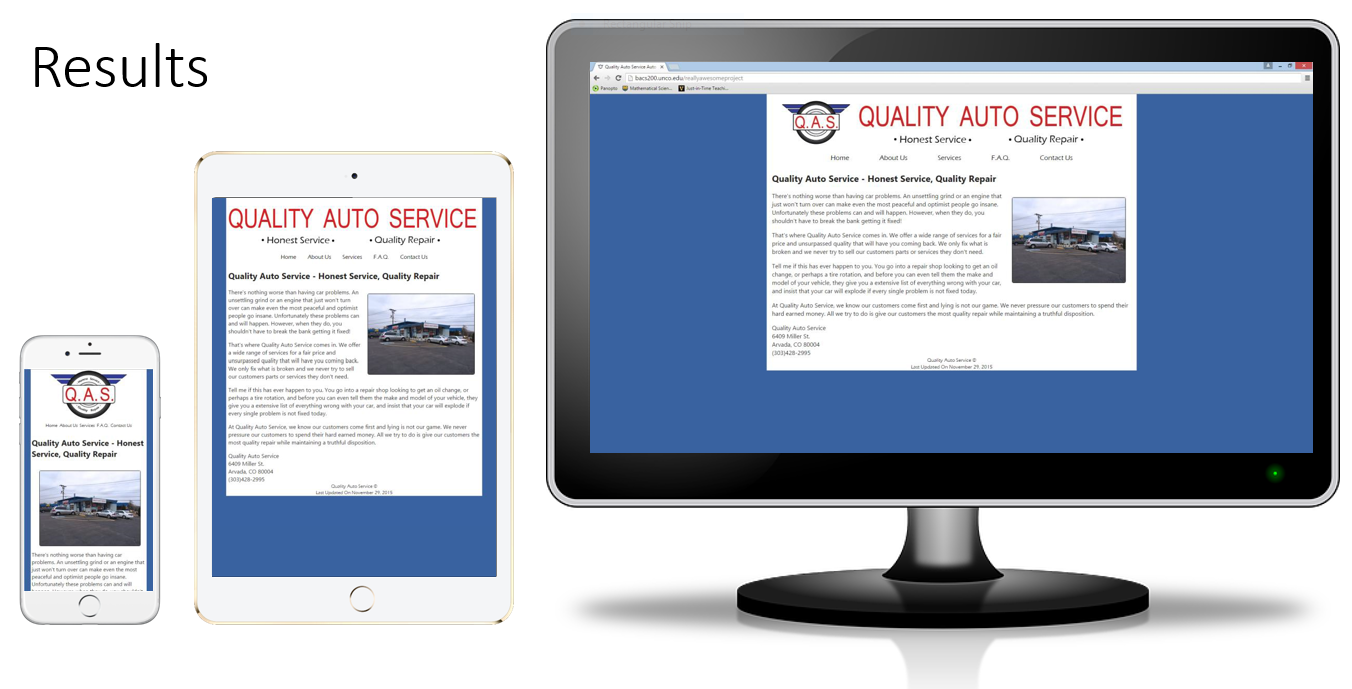 Results
Q.A.S.
Home About Us Services F.A.Q. Contact Us
Quality Auto Service - Honest
Service, Quality Repair
There's nothing worse than having car
problems. An unsettling grind or an engine
that just won't turn over can make even the most
peaceful and optimist people go insane.
Unfortunately these problems can and will
QUALITY AUTO SERVICE
• Honest Service • • Quality Repair •
Home About Us Services F.A.Q. Contact Us
Quality Auto Service - Honest Service, Quality Repair
There's nothing worse than having car problems. An
unsettling grind or an engine that just won't turn
over can make even the most peaceful and optimist
people go insane. Unfortunately these problems can
and will happen. However, when they do, you
shouldn't have to break the bank getting it fixed!
That's where Quality Auto Service comes in. We offer
a wide range of services for a fair price and
unsurpassed quality that will have you coming back.
We only fix what is broken and we never try to sell
our customers parts or services they don't need.
Tell me if this has ever happen to you. You go into a repair shop looking to get an oil change, or
perhaps a tire rotation, and before you can even tell them the make and model of your vehicle, they
give you a extensive list of everything wrong with your car, and insist that your car will explode if
every single problem is not fixed today.
At Quality Auto Service, we know our customers come first and lying is not our game. We never
pressure our customers to spend their hard earned money. All we try to do is give our customers the
most quality repair while maintaining a truthful disposition.
Quality Auto Service
6409 Miller St.
Arvada, CO 80004
(303)428-2995
Quality Auto Service ©
Last Updated On November 29, 2015
Quality Auto Service Auto
bacs200.unco.edu/reallyawesomeproject
Panopto Mathematical Scien... Just-in-Time Teachi...
Q.A.S. QUALITY AUTO SERVICE
• Honest Service • • Quality Repair •
Home About Us Services F.A.Q. Contact Us
Quality Auto Service - Honest Service, Quality Repair
There's nothing worse than having car problems. An unsettling grind or an engine that
just won't turn over can make even the most peaceful and optimist people go insane.
Unfortunately these problems can and will happen. However, when they do, you
shouldn't have to break the bank getting it fixed!
That's where Quality Auto Service comes in. We offer a wide range of services for a fair
price and unsurpassed quality that will have you coming back. We only fix what is
broken and we never try to sell our customers parts or services they don't need.
Tell me if this has ever happen to you. You go into a repair shop looking to get an oil
change, or perhaps a tire rotation, and before you can even tell them the make and
model of your vehicle, they give you a extensive list of everything wrong with your car,
and insist that your car will explode if every single problem is not fixed today.
At Quality Auto Service, we know our customers come first and lying is not our game. We never pressure our customers to spend their
hard earned money. All we try to do is give our customers the most quality repair while maintaining a truthful disposition.
Quality Auto Service
6409 Miller St.
Arvada, CO 80004
(303)428-2995
Quality Auto Service ©
Last Updated On November 29, 2015